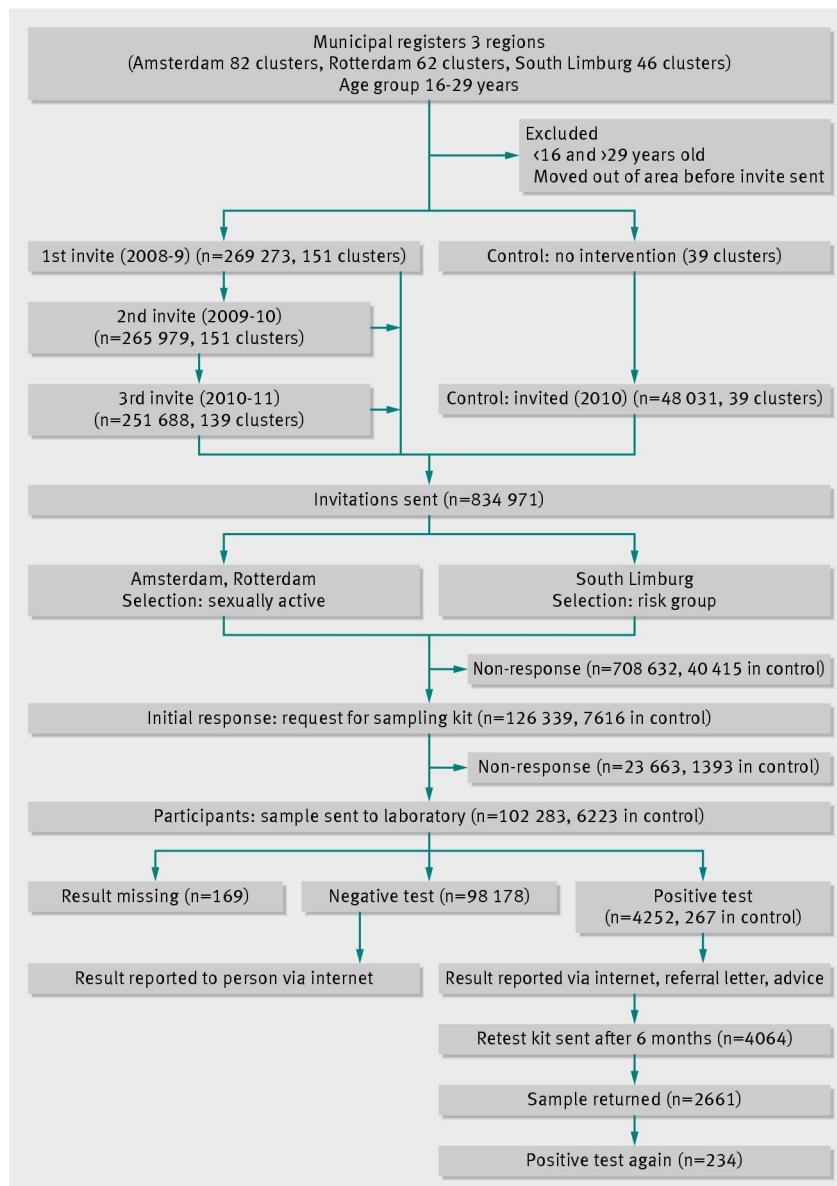 Municipal registers 3 regions
(Amsterdam 82 clusters, Rotterdam 62 clusters, South Limburg 46 clusters)
Age group 16-29 years
Excluded
<16 and >29 years old
Moved out of area before invite sent
1st invite (2008-9) (n=269 273, 151 clusters)
Control: no intervention (39 clusters)
2nd invite (2009-10)
(n=265 979, 151 clusters)
3rd invite (2010-11)
(n=251 688, 139 clusters)
Control: invited (2010) (n=48 031, 39 clusters)
Invitations sent (n=834 971)
Amsterdam, Rotterdam
Selection: sexually active
South Limburg
Selection: risk group
Non-response (n=708 632, 40 415 in control)
Initial response: request for sampling kit (n=126 339, 7616 in control)
Non-response (n=23 663, 1393 in control)
Participants: sample sent to laboratory (n=102 283, 6223 in control)
Result missing (n=169)
Negative test (n=98 178)
Positive test
(n=4252, 267 in control)
Result reported to person via internet
Result reported via internet, referral letter, advice
Retest kit sent after 6 months (n=4064)
Sample returned (n=2661)
Positive test again (n=234)